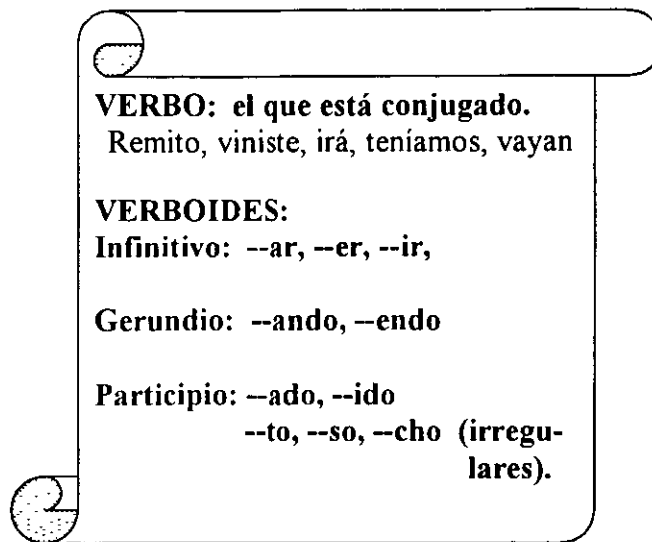 VERBO: el que está conjugado.
Remito, viniste, irá, teníamos, vayan
VERBOIDES:
Infinitivo: --ar, --er, --ir,
Gerundio: --ando, --endo
Participio: --ado, --ido
--to, --so, --cho (irregu-
lares).